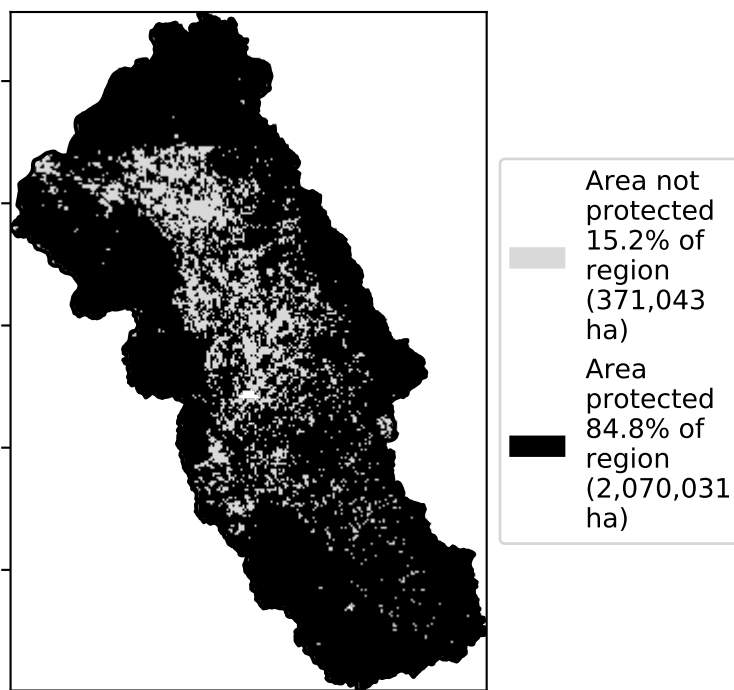 Area not
protected
15.2% of
region
(371,043
ha)
Area
protected
84.8% of
region
(2,070,031
ha)